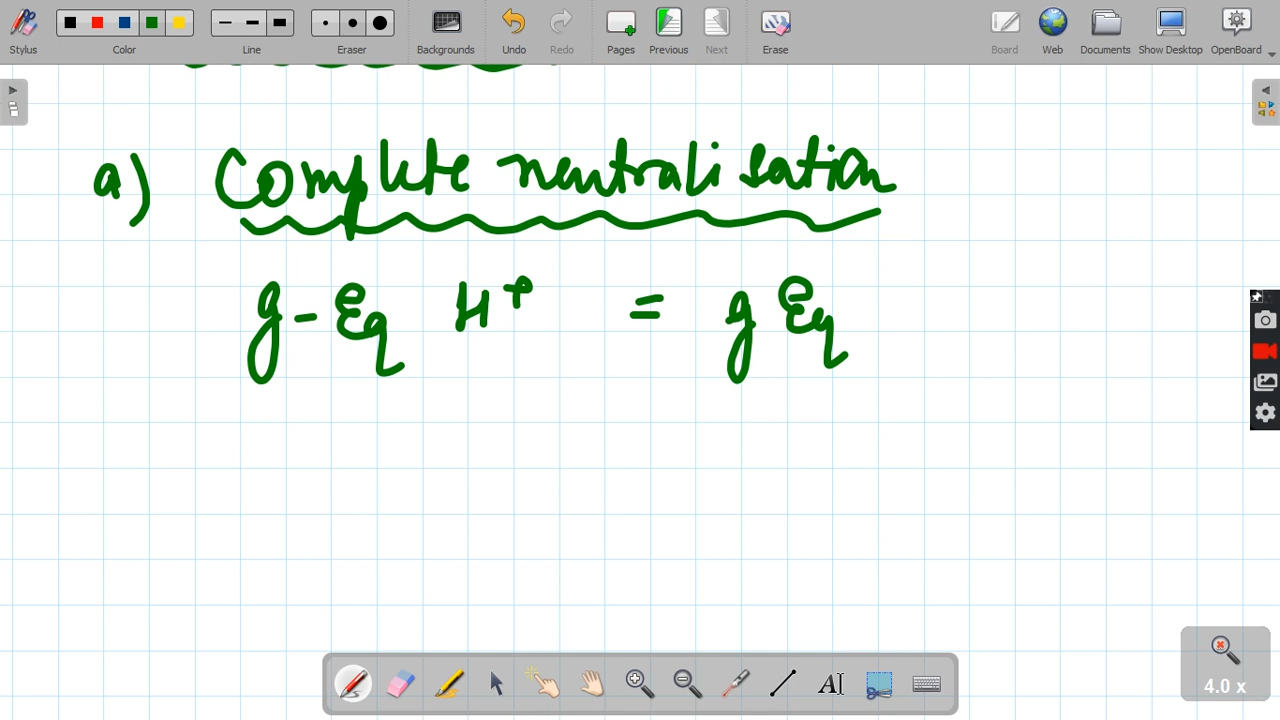 Stylus Color Line Eraser Backgrounds Undo Redo Pages Previous Next Erase Board Web Documents Show Desktop OpenBoard
a) Complete neutralisation
g-Eq H+ = g Eq
4.0 x